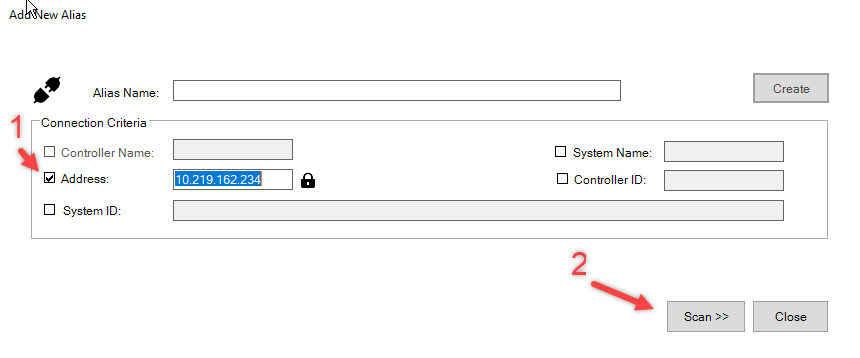 Add New Alias
Alias Name:
Create
1
Connection Criteria
Controller Name:
System Name:
Address: 10.219.162.234
Controller ID:
System ID:
2
Scan >>
Close